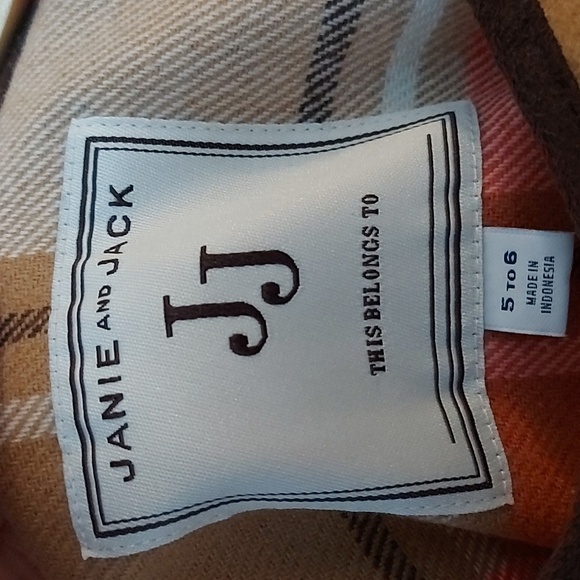 JANIE AND JACK
JJ
THIS BELONGS TO
5 TO 6
MADE IN
INDONESIA